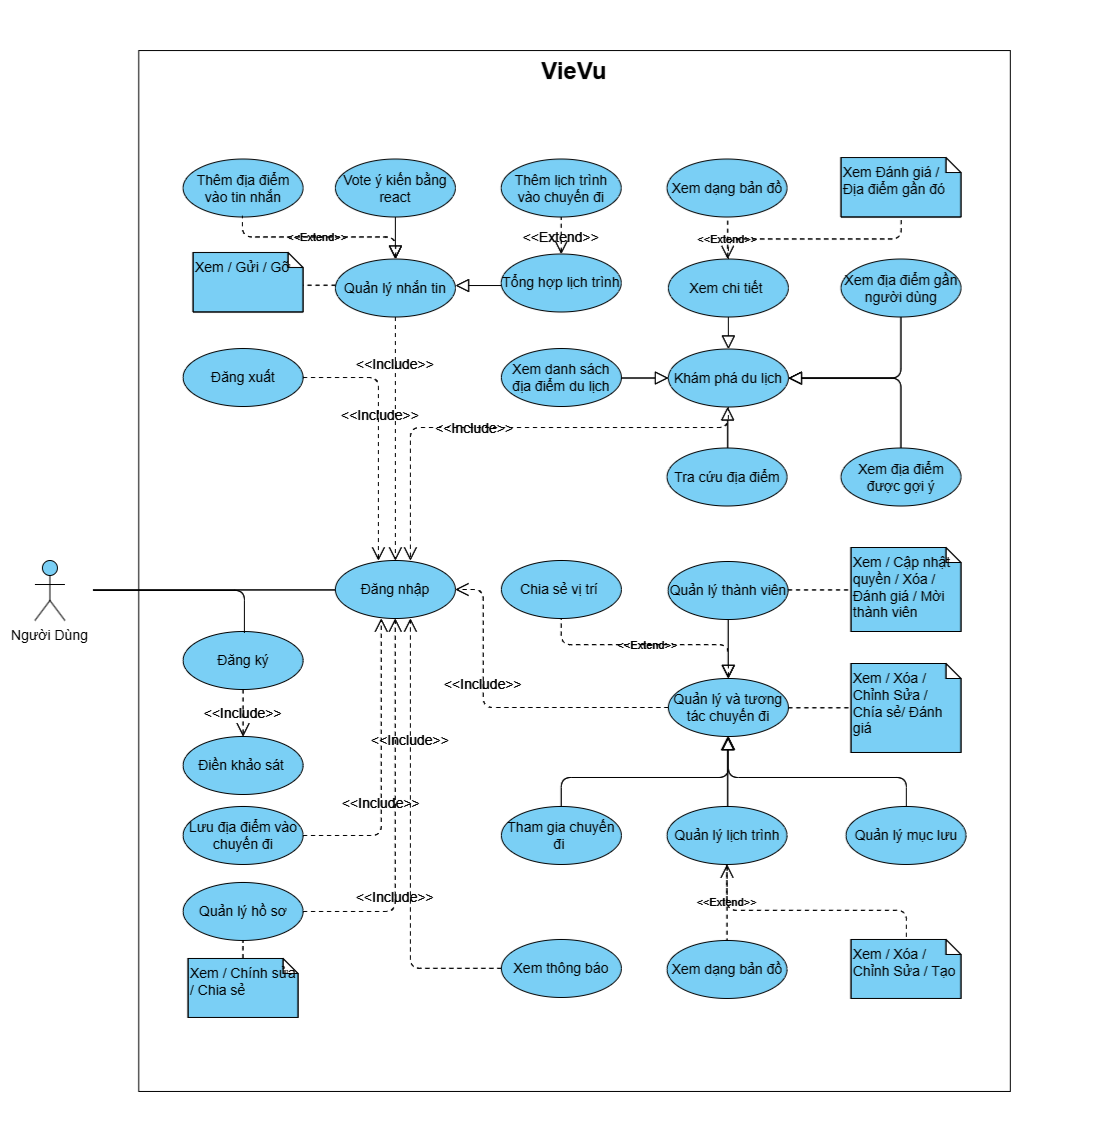 VieVu
Thêm địa điểm
vào tin nhắn
Vote ý kiến bằng
react
Thêm lịch trình
vào chuyến đi
Xem dạng bản đồ
Xem Đánh giá /
Địa điểm gần đó
<<Extend>>
<<Extend>>
<<Extend>>
Xem / Gửi / Gỡ
Quản lý nhắn tin
Tổng hợp lịch trình
Xem chi tiết
Xem địa điểm gần
người dùng
<<Include>>
Đăng xuất
Xem danh sách
địa điểm du lịch
Khám phá du lịch
<<Include>>
<<Include>>
Tra cứu địa điểm
Xem địa điểm
được gợi ý
Người Dùng
Đăng nhập
Chia sẻ vị trí
Quản lý thành viên
Xem / Cập nhật
quyền / Xóa /
Đánh giá / Mời
thành viên
<<Extend>>
Đăng ký
<<Include>>
<<Include>>
Quản lý và tương
tác chuyến đi
Xem / Xóa /
Chỉnh Sửa /
Chía sẻ/ Đánh
giá
<<Include>>
Điền khảo sát
<<Include>>
Lưu địa điểm vào
chuyến đi
Tham gia chuyến
đi
Quản lý lịch trình
Quản lý mục lưu
<<Include>>
<<Extend>>
Quản lý hồ sơ
Xem / Chính sửa
/ Chia sẻ
Xem thông báo
Xem dạng bản đồ
Xem / Xóa /
Chỉnh Sửa / Tạo